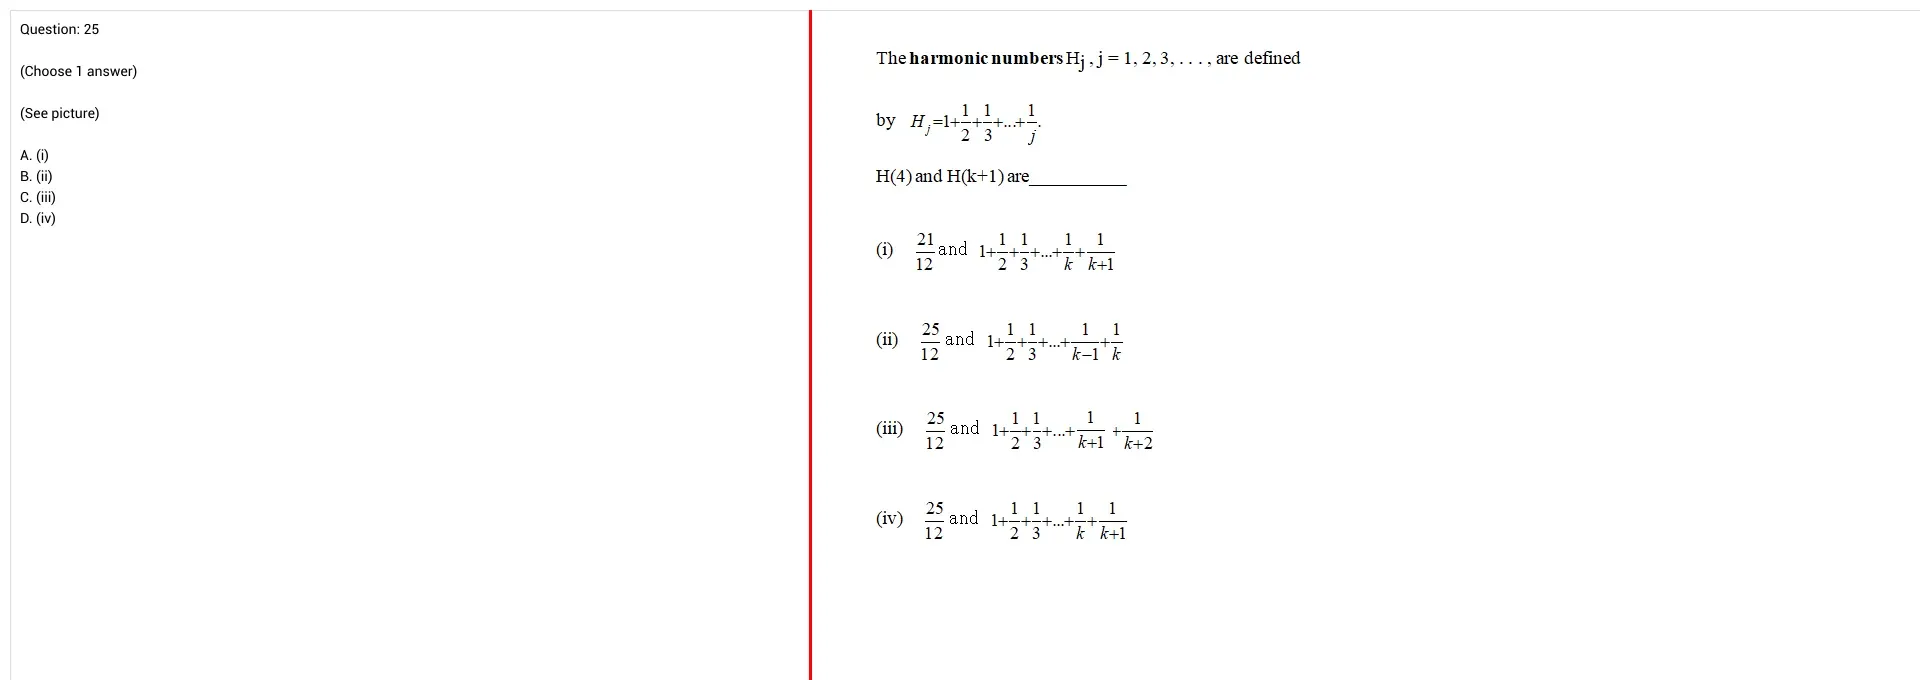 Question: 25
(Choose 1 answer)
(See picture)
A. (i)
B. (ii)
C. (iii)
D. (iv)
The harmonic numbers Hj , j = 1, 2, 3, . . . , are defined
by H_j=1+1/2+1/3+...+1/j.
H(4) and H(k+1) are___________
(i) 21/12 and 1+1/2+1/3+...+1/k+1/(k+1)
(ii) 25/12 and 1+1/2+1/3+...+1/(k−1)+1/k
(iii) 25/12 and 1+1/2+1/3+...+1/(k+1) +1/(k+2)
(iv) 25/12 and 1+1/2+1/3+...+1/k+1/(k+1)